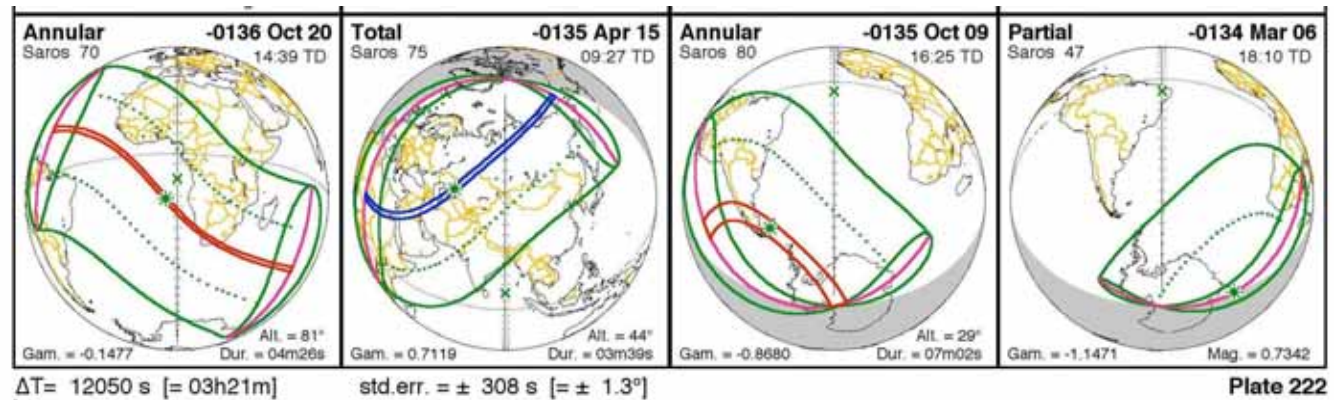 Annular -0136 Oct 20
Saros 70 14:39 TD
Alt. = 81°
Gam. = -0.1477 Dur. = 04m26s
Total -0135 Apr 15
Saros 75 09:27 TD
Alt. = 44°
Gam. = 0.7119 Dur. = 03m39s
Annular -0135 Oct 09
Saros 80 16:25 TD
Alt. = 29°
Gam. = -0.8680 Dur. = 07m02s
Partial -0134 Mar 06
Saros 47 18:10 TD
Gam. = -1.1471 Mag. = 0.7342
ΔT= 12050 s [= 03h21m] std.err. = ± 308 s [= ± 1.3°] Plate 222